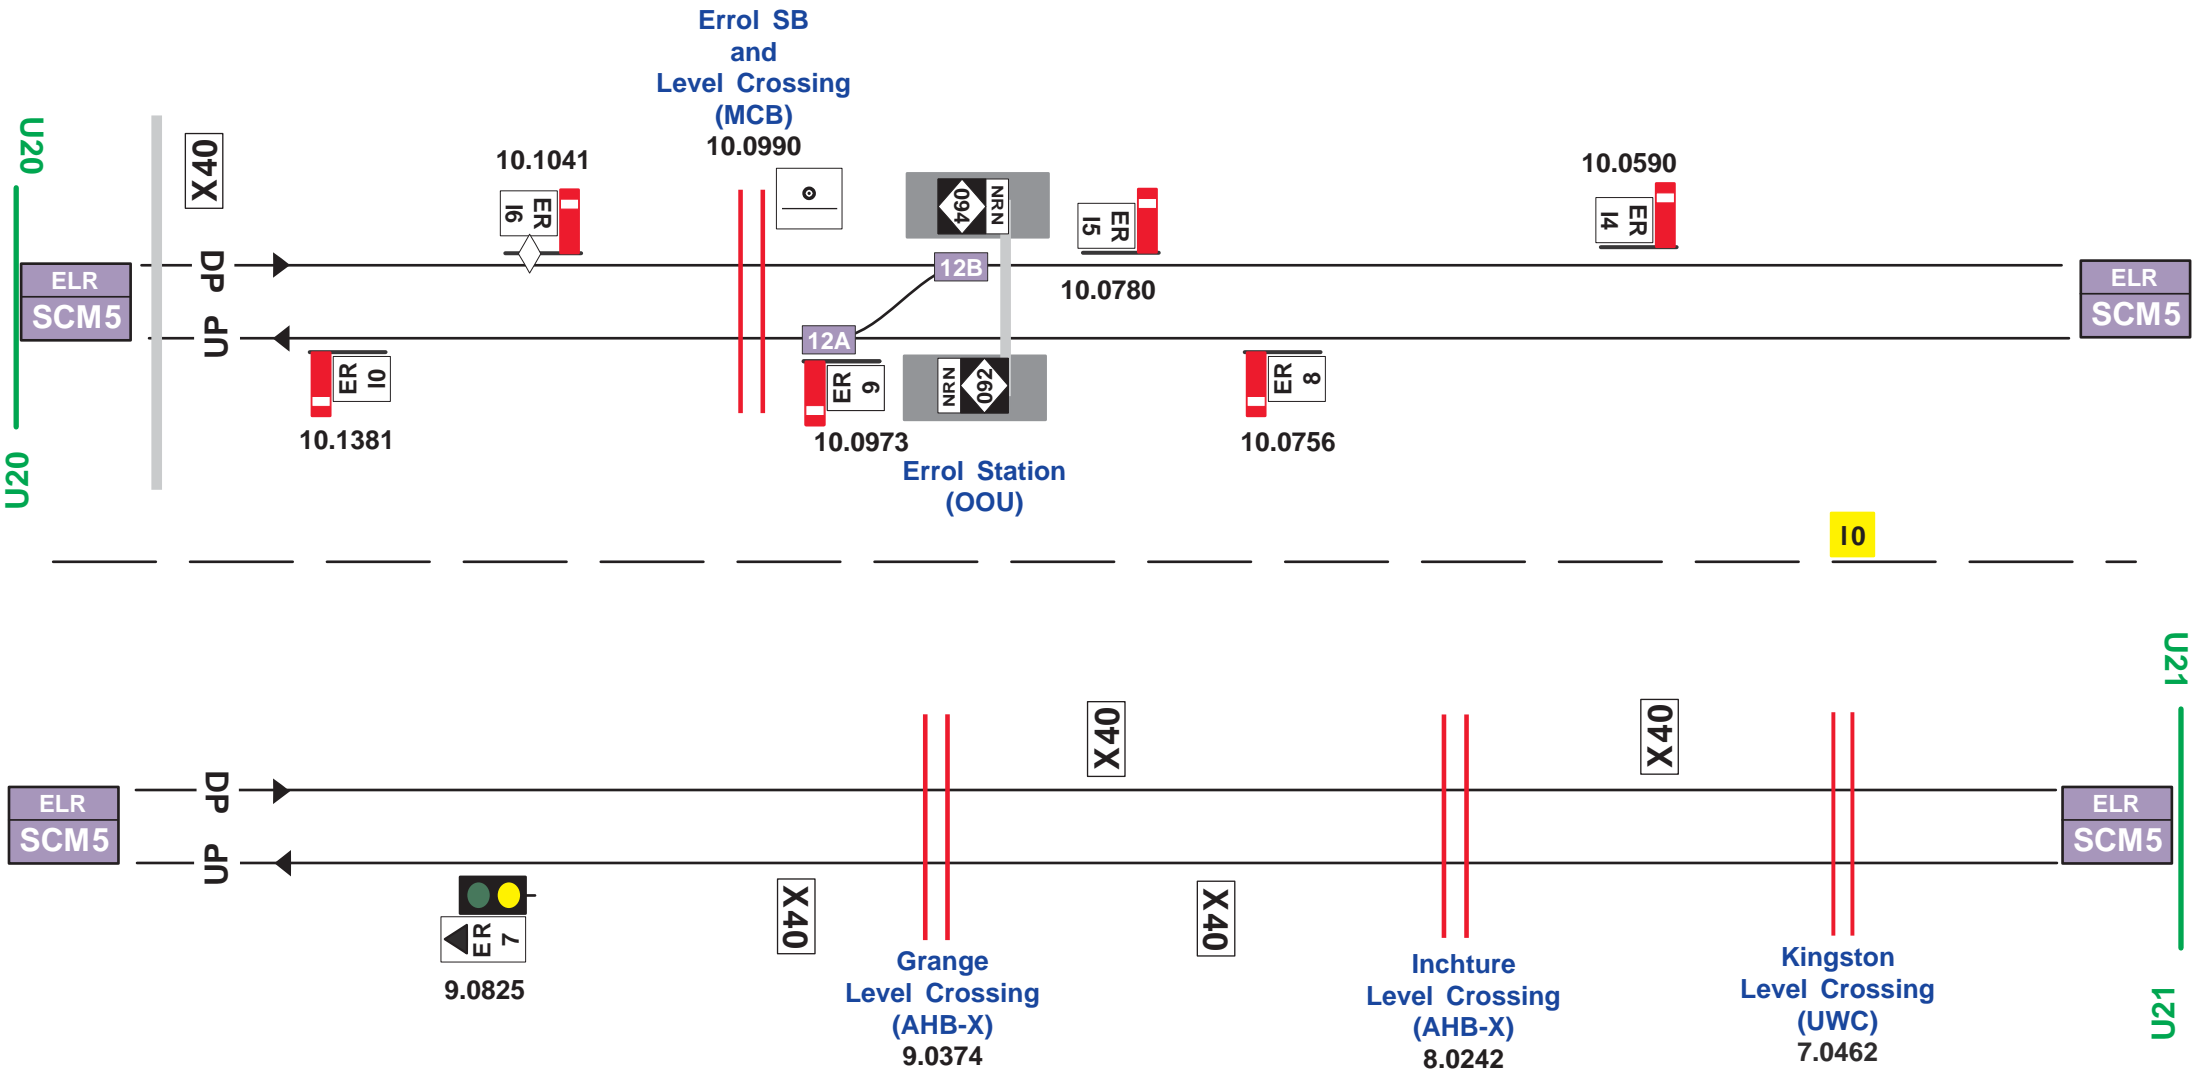 Errol SB
and
Level Crossing
(MCB)
10.0990
U20
X40
10.1041
ER
I6
NRN
094
ER
I5
10.0590
ER
I4
DP
12B
10.0780
ELR
SCM5
ELR
SCM5
UP
12A
ER
I0
10.1381
ER
9
10.0973
NRN
092
ER
8
10.0756
U20
Errol Station
(OOU)
I0
U21
X40
X40
DP
ELR
SCM5
ELR
SCM5
UP
ER
7
9.0825
X40
X40
Grange
Level Crossing
(AHB-X)
9.0374
Inchture
Level Crossing
(AHB-X)
8.0242
Kingston
Level Crossing
(UWC)
7.0462
U21